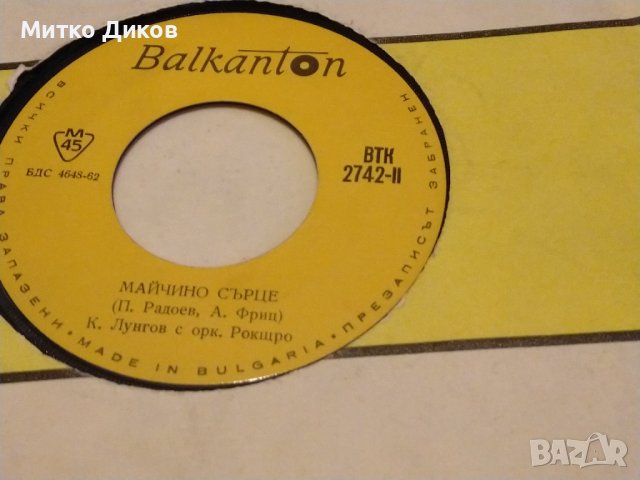 Митко Диков
Balkanton
ВСИЧКИ ПРАВА ЗАПАЗЕНИ • MADE IN BULGARIA • ПРЕЗАПИСЪТ ЗАБРАНЕН
М
45
БДС 4648-62
ВТК
2742-II
МАЙЧИНО СЪРЦЕ
(П. Радоев, А. Фриц)
К. Лунгов с орк. Рокщро
BAZAR